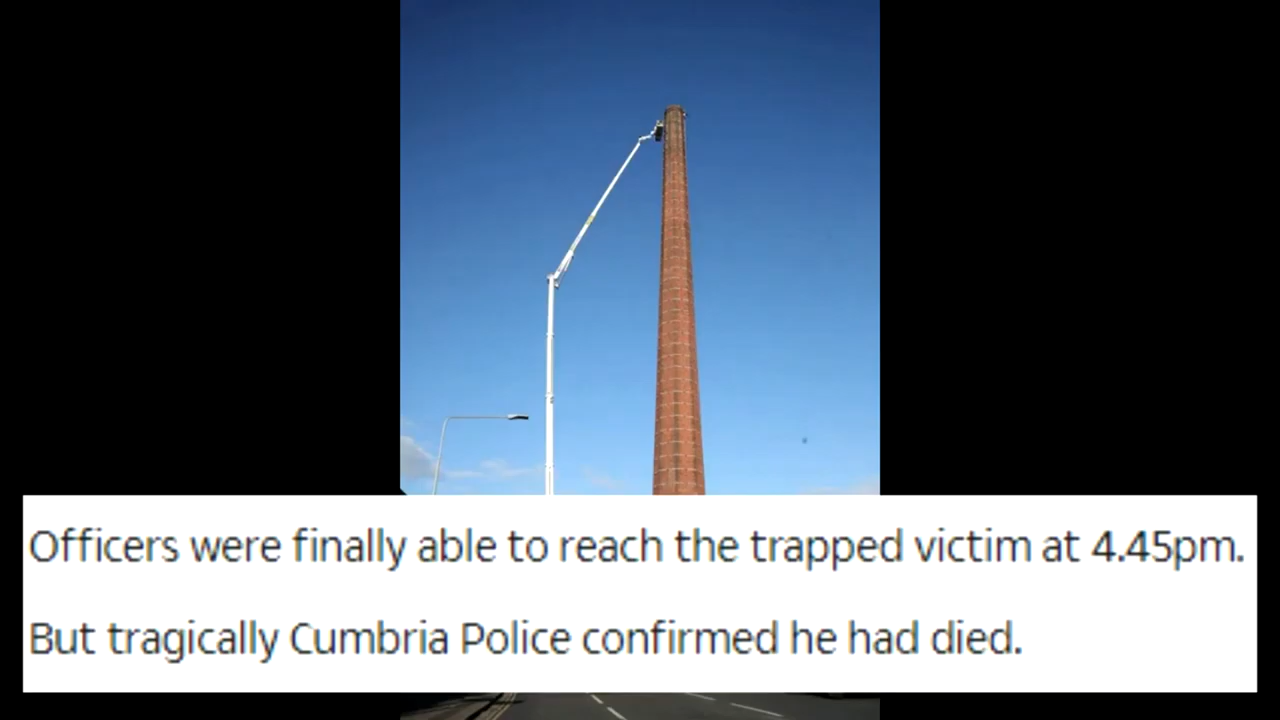 Officers were finally able to reach the trapped victim at 4.45pm.
But tragically Cumbria Police confirmed he had died.